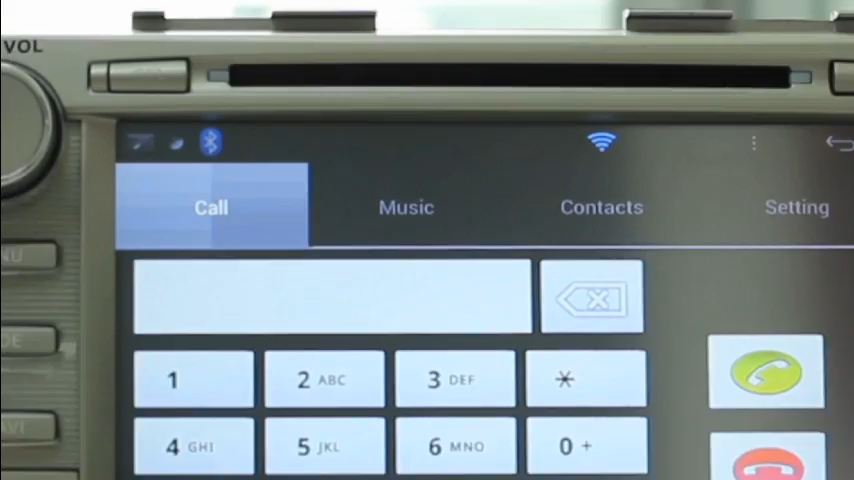 VOL
Call Music Contacts Setting
1 2 ABC 3 DEF *
4 GHI 5 JKL 6 MNO 0 +